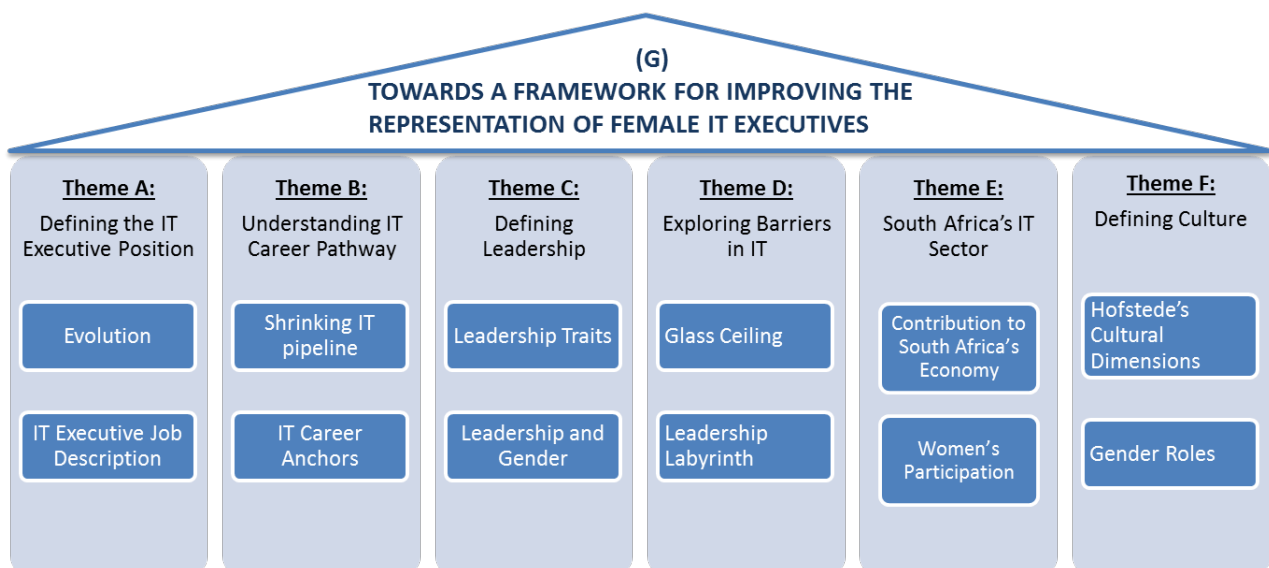 (G)
TOWARDS A FRAMEWORK FOR IMPROVING THE
REPRESENTATION OF FEMALE IT EXECUTIVES
Theme A:
Defining the IT
Executive Position
Evolution
IT Executive Job
Description
Theme B:
Understanding IT
Career Pathway
Shrinking IT
pipeline
IT Career
Anchors
Theme C:
Defining
Leadership
Leadership Traits
Leadership and
Gender
Theme D:
Exploring Barriers
in IT
Glass Ceiling
Leadership
Labyrinth
Theme E:
South Africa’s IT
Sector
Contribution to
South Africa’s
Economy
Women’s
Participation
Theme F:
Defining Culture
Hofstede’s
Cultural
Dimensions
Gender Roles